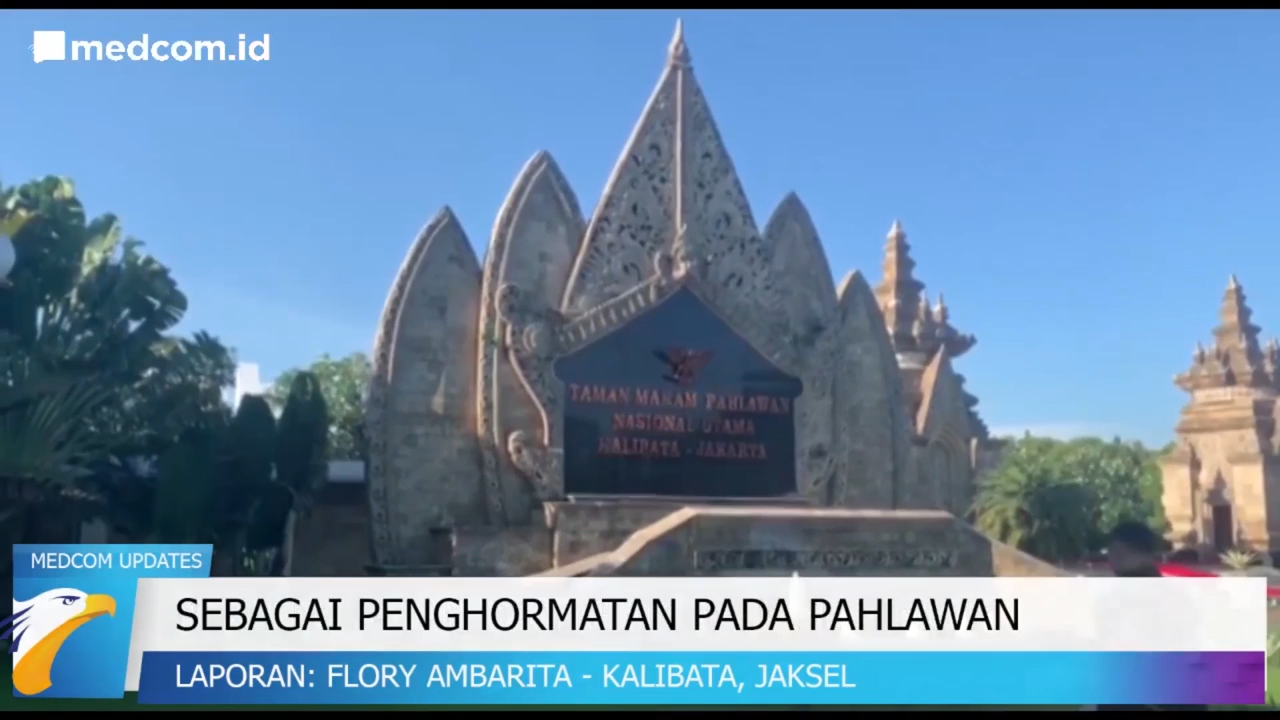 medcom.id
TAMAN MAKAM PAHLAWAN
NASIONAL UTAMA
KALIBATA - JAKARTA
MEDCOM UPDATES
SEBAGAI PENGHORMATAN PADA PAHLAWAN
LAPORAN: FLORY AMBARITA - KALIBATA, JAKSEL